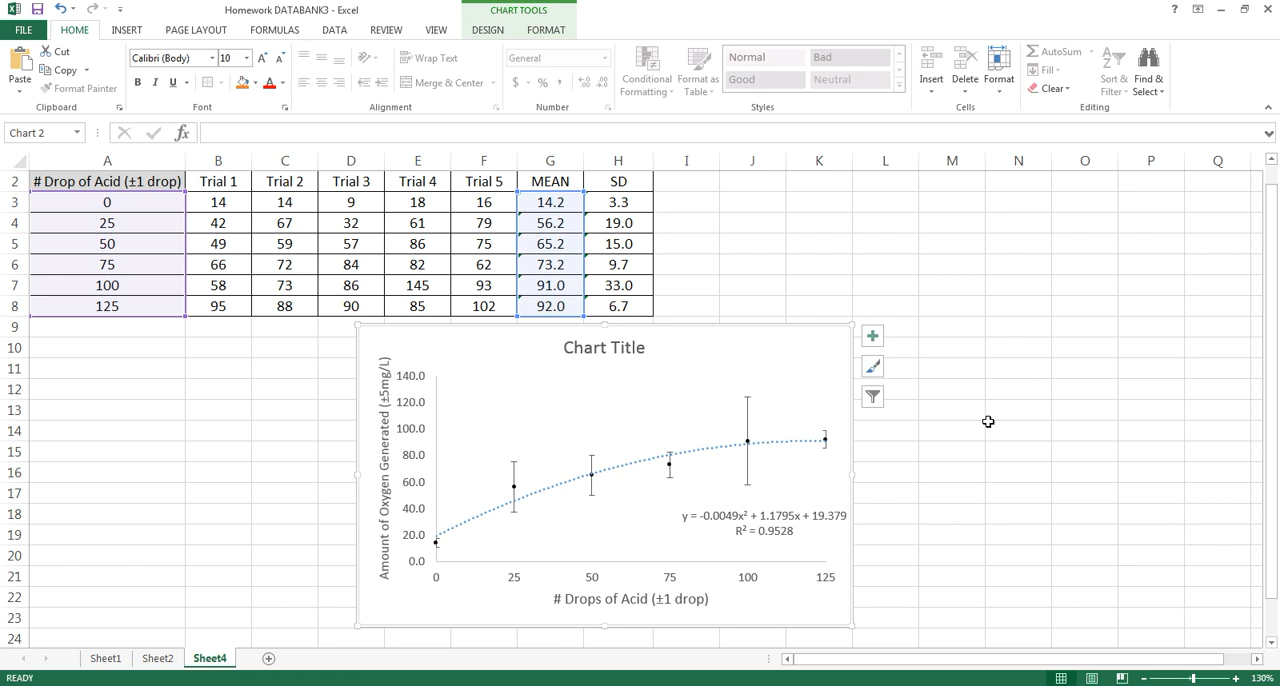 Homework DATABANK3 - Excel
CHART TOOLS
?
FILE HOME INSERT PAGE LAYOUT FORMULAS DATA REVIEW VIEW DESIGN FORMAT
Paste
Cut
Copy
Format Painter
Clipboard
Calibri (Body) 10
B I U
Font
Wrap Text
Merge & Center
Alignment
General
$ % ,
Number
Conditional Formatting
Format as Table
Normal Bad
Good Neutral
Styles
Insert Delete Format
Cells
AutoSum
Fill
Clear
Sort & Filter
Find & Select
Editing
Chart 2 fx
A B C D E F G H I J K L M N O P Q
2 # Drop of Acid (±1 drop) Trial 1 Trial 2 Trial 3 Trial 4 Trial 5 MEAN SD
3 0 14 14 9 18 16 14.2 3.3
4 25 42 67 32 61 79 56.2 19.0
5 50 49 59 57 86 75 65.2 15.0
6 75 66 72 84 82 62 73.2 9.7
7 100 58 73 86 145 93 91.0 33.0
8 125 95 88 90 85 102 92.0 6.7
9
10
11
12
13
14
15
16
17
18
19
20
21
22
23
24
Chart Title
Amount of Oxygen Generated (±5mg/L)
140.0
120.0
100.0
80.0
60.0
40.0
20.0
0.0
y = -0.0049x² + 1.1795x + 19.379
R² = 0.9528
0 25 50 75 100 125
# Drops of Acid (±1 drop)
Sheet1 Sheet2 Sheet4
READY
130%